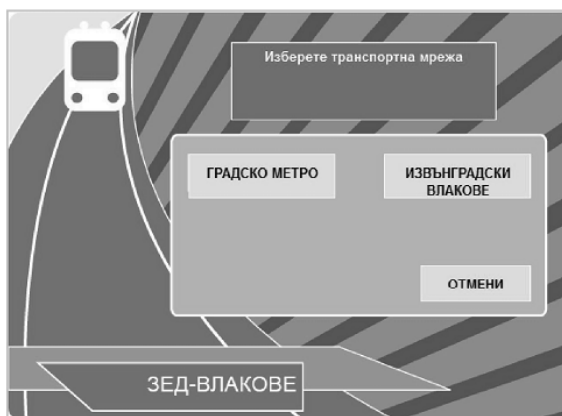 Изберете транспортна мрежа
ГРАДСКО МЕТРО
ИЗВЪНГРАДСКИ
ВЛАКОВЕ
ОТМЕНИ
ЗЕД-ВЛАКОВЕ